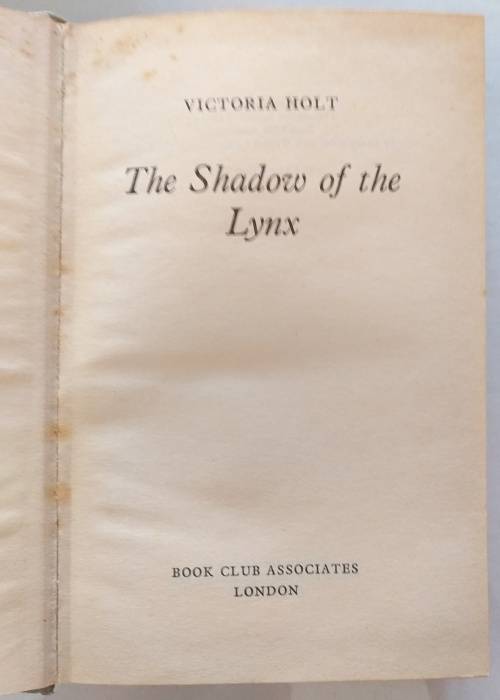 VICTORIA HOLT
The Shadow of the
Lynx
BOOK CLUB ASSOCIATES
LONDON